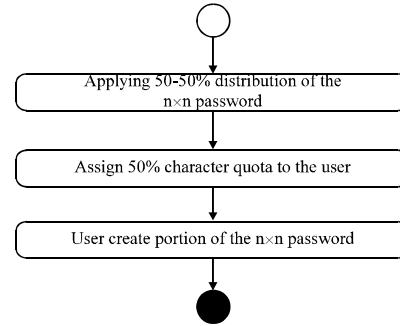 Applying 50-50% distribution of the
n×n password
Assign 50% character quota to the user
User create portion of the n×n password